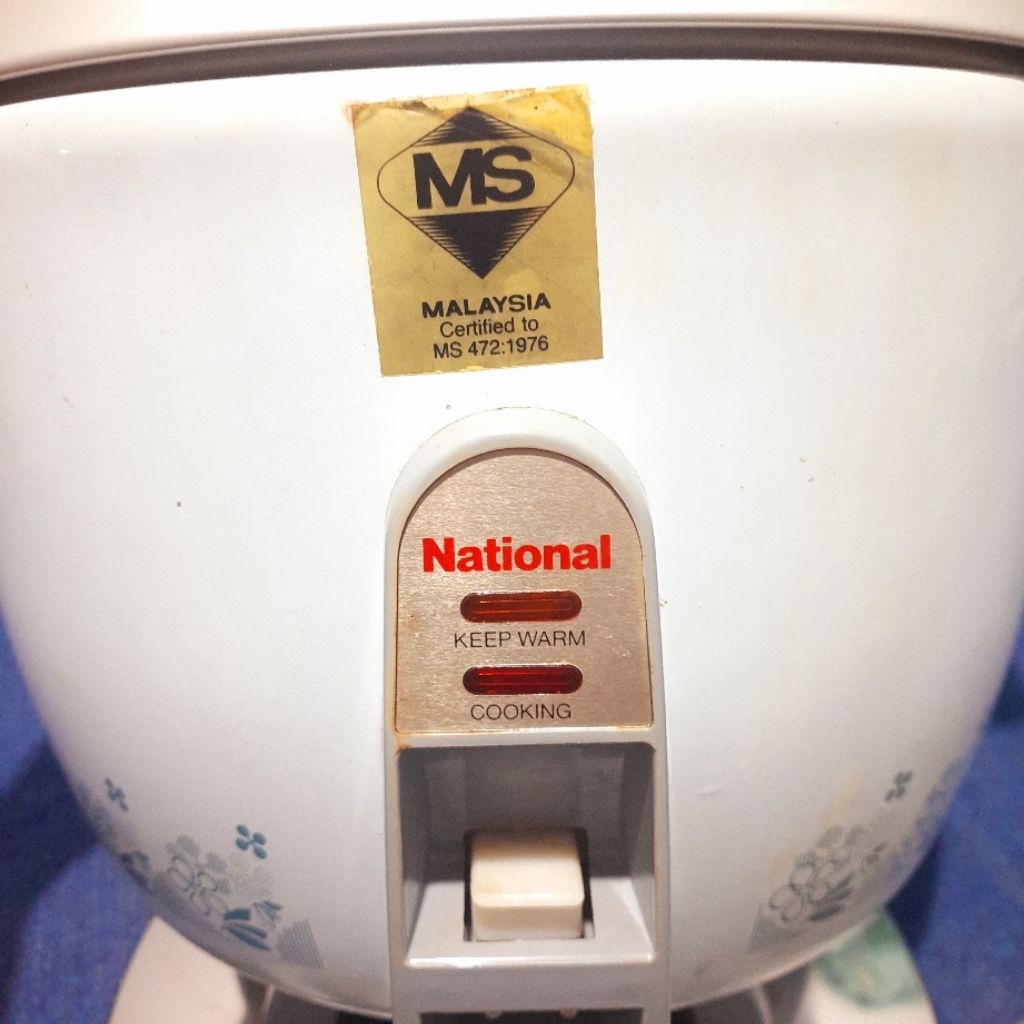 MS
MALAYSIA
Certified to
MS 472:1976
National
KEEP WARM
COOKING